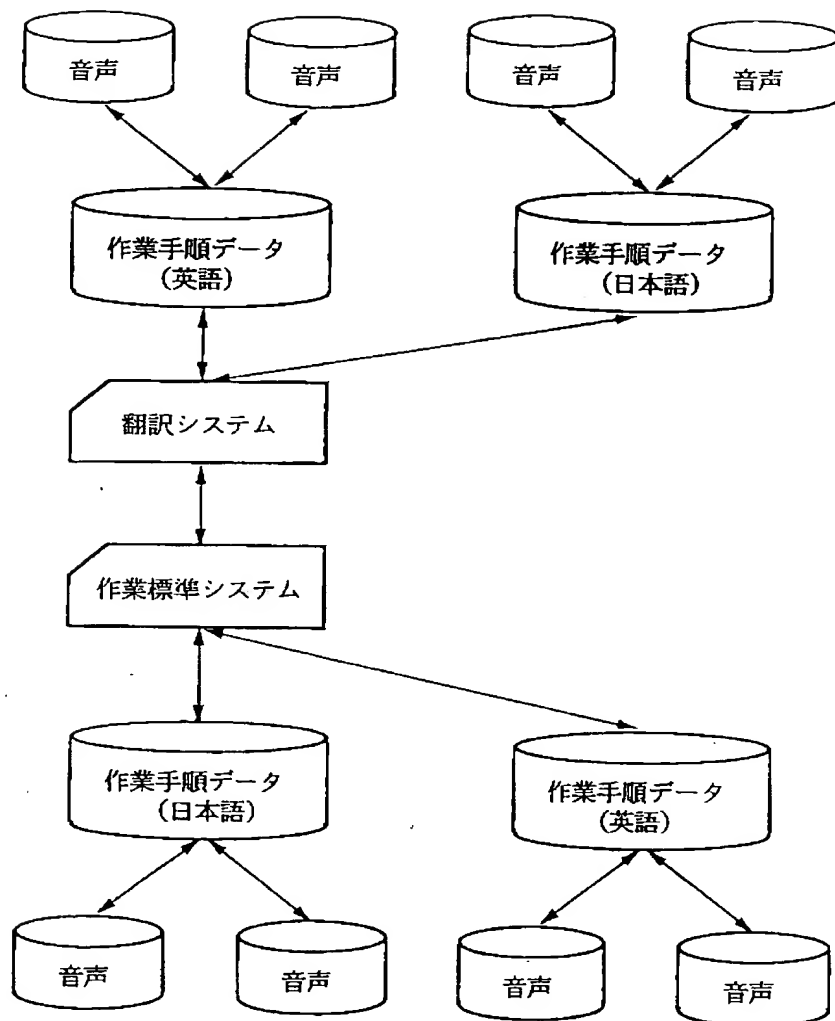 音声
音声
音声
音声
作業手順データ
(英語)
作業手順データ
(日本語)
翻訳システム
作業標準システム
作業手順データ
(日本語)
作業手順データ
(英語)
音声
音声
音声
音声